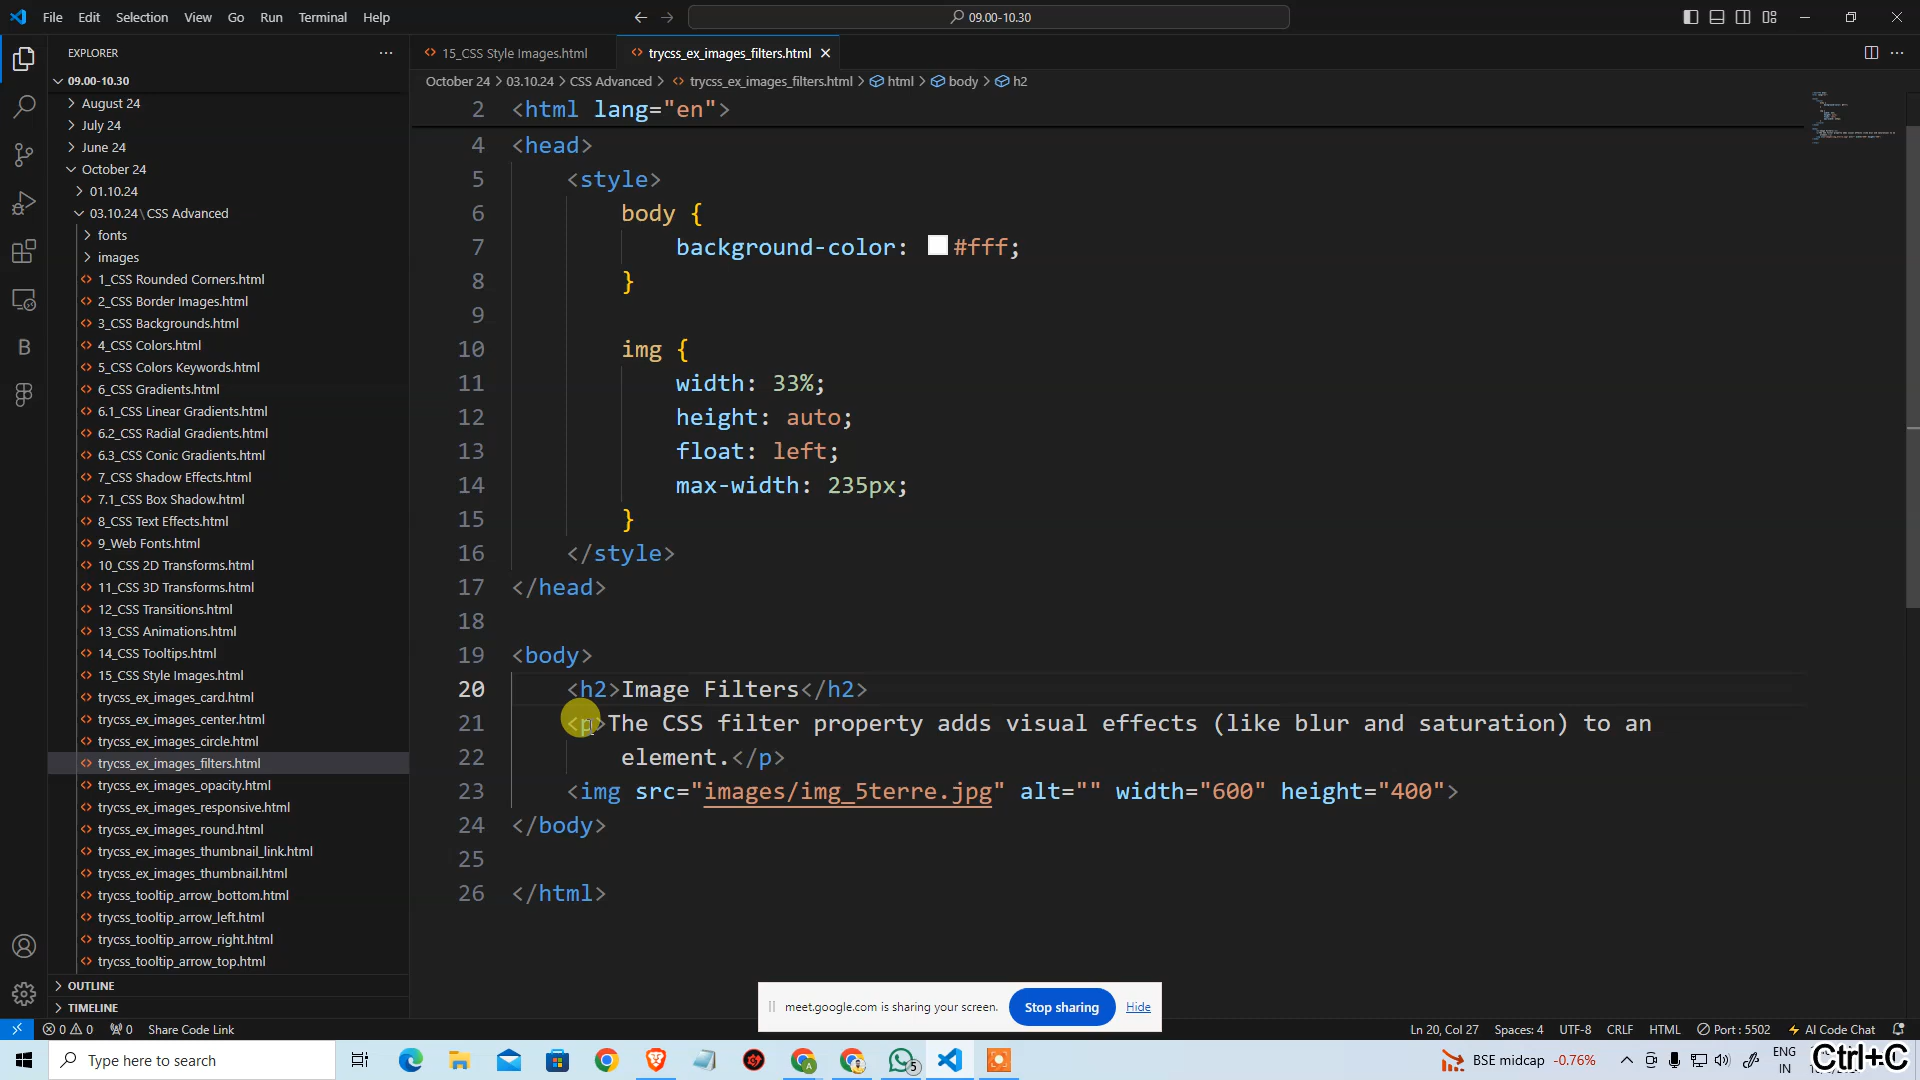 File Edit Selection View Go Run Terminal Help
09.00-10.30
EXPLORER
15_CSS Style Images.html
trycss_ex_images_filters.html
October 24 > 03.10.24 > CSS Advanced > trycss_ex_images_filters.html > html > body > h2
09.00-10.30
August 24
July 24
June 24
October 24
01.10.24
03.10.24 \ CSS Advanced
fonts
images
1_CSS Rounded Corners.html
2_CSS Border Images.html
3_CSS Backgrounds.html
4_CSS Colors.html
5_CSS Colors Keywords.html
6_CSS Gradients.html
6.1_CSS Linear Gradients.html
6.2_CSS Radial Gradients.html
6.3_CSS Conic Gradients.html
7_CSS Shadow Effects.html
7.1_CSS Box Shadow.html
8_CSS Text Effects.html
9_Web Fonts.html
10_CSS 2D Transforms.html
11_CSS 3D Transforms.html
12_CSS Transitions.html
13_CSS Animations.html
14_CSS Tooltips.html
15_CSS Style Images.html
trycss_ex_images_card.html
trycss_ex_images_center.html
trycss_ex_images_circle.html
trycss_ex_images_filters.html
trycss_ex_images_opacity.html
trycss_ex_images_responsive.html
trycss_ex_images_round.html
trycss_ex_images_thumbnail_link.html
trycss_ex_images_thumbnail.html
trycss_tooltip_arrow_bottom.html
trycss_tooltip_arrow_left.html
trycss_tooltip_arrow_right.html
trycss_tooltip_arrow_top.html
OUTLINE
TIMELINE
2 <html lang="en">
4 <head>
5 <style>
6 body {
7 background-color: #fff;
8 }
9
10 img {
11 width: 33%;
12 height: auto;
13 float: left;
14 max-width: 235px;
15 }
16 </style>
17 </head>
18
19 <body>
20 <h2>Image Filters</h2>
21 <p>The CSS filter property adds visual effects (like blur and saturation) to an
22 element.</p>
23 <img src="images/img_5terre.jpg" alt="" width="600" height="400">
24 </body>
25
26 </html>
meet.google.com is sharing your screen. Stop sharing Hide
0 0 0 Share Code Link
Ln 20, Col 27 Spaces: 4 UTF-8 CRLF HTML Port : 5502 AI Code Chat
Type here to search
5
BSE midcap -0.76%
ENG
IN
Ctrl+C